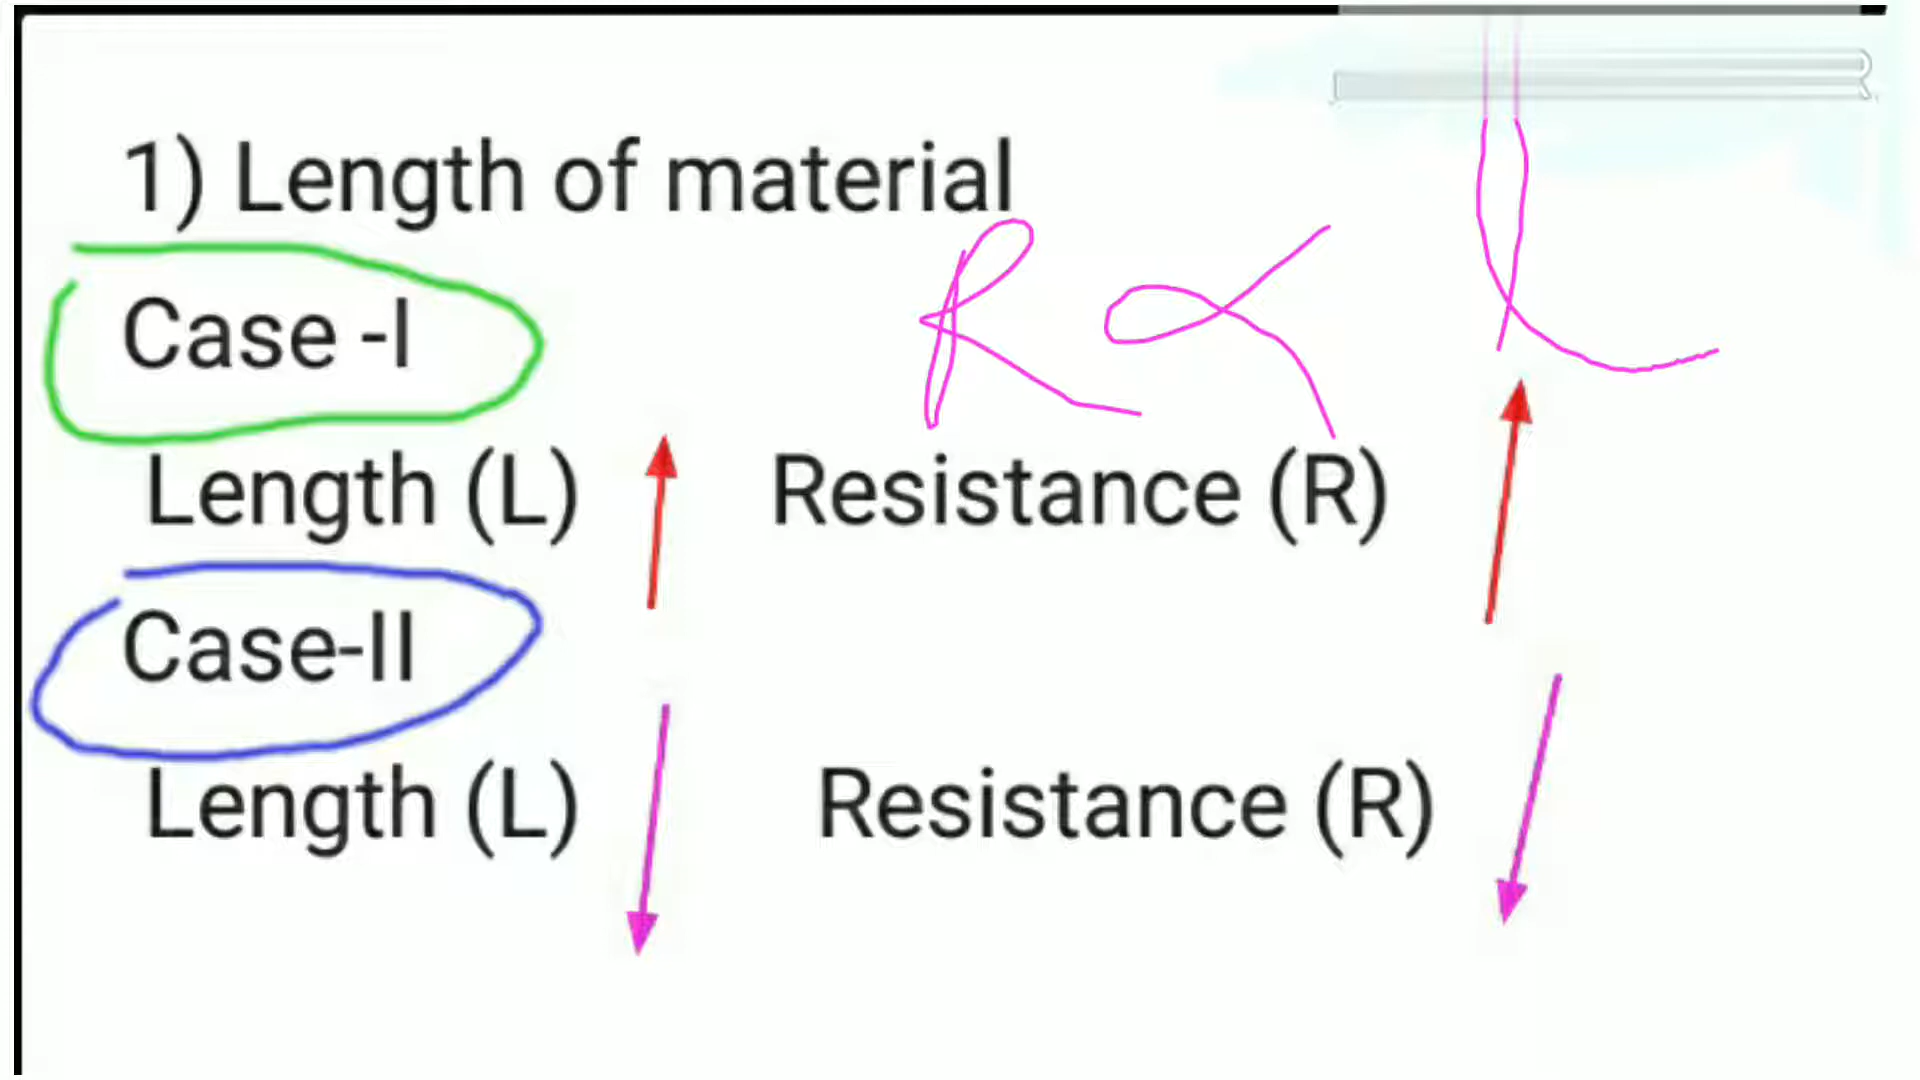 1) Length of material
R ∝ l
Case -I
Length (L) Resistance (R)
Case-II
Length (L) Resistance (R)